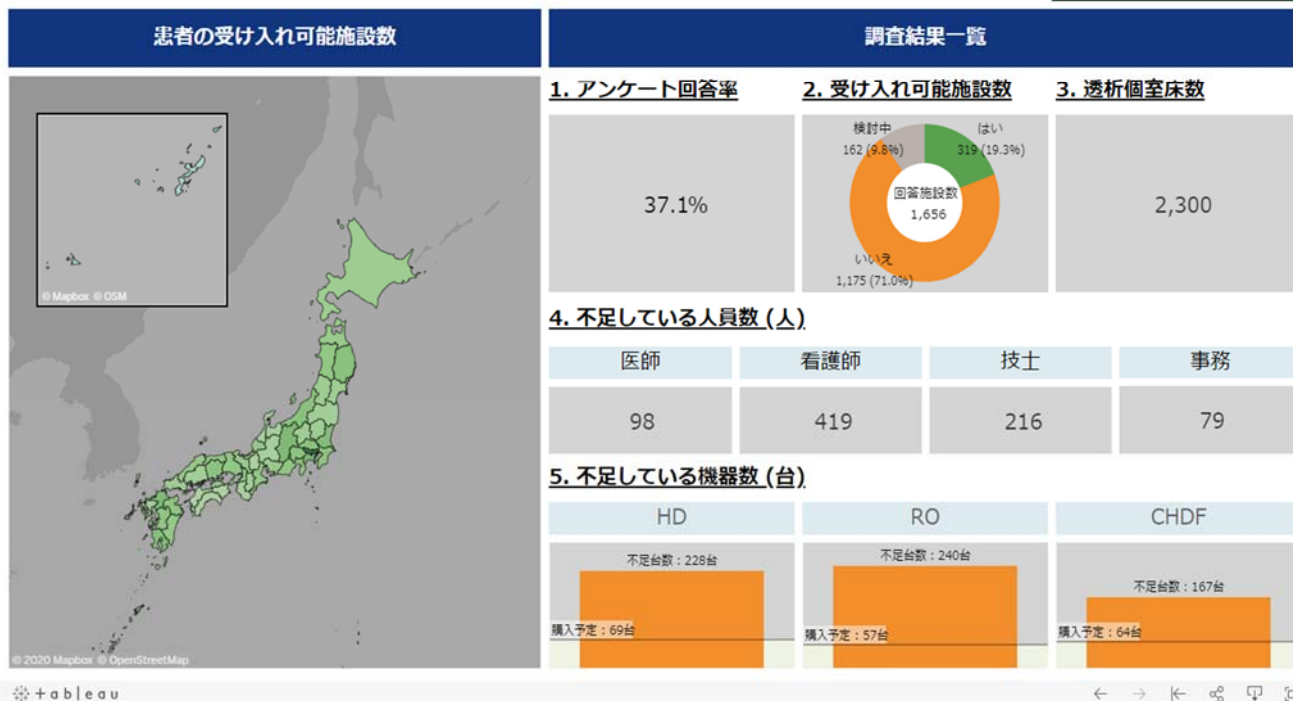 患者の受け入れ可能施設数
© Mapbox © OSM
© 2020 Mapbox © OpenStreetMap
調査結果一覧
1. アンケート回答率
37.1%
2. 受け入れ可能施設数
検討中
162 (9.8%)
はい
319 (19.3%)
回答施設数
1,656
いいえ
1,175 (71.0%)
3. 透析個室床数
2,300
4. 不足している人員数 (人)
医師 看護師 技士 事務
98 419 216 79
5. 不足している機器数 (台)
HD RO CHDF
不足台数：228台
購入予定：69台
不足台数：240台
購入予定：57台
不足台数：167台
購入予定：64台
+ableau